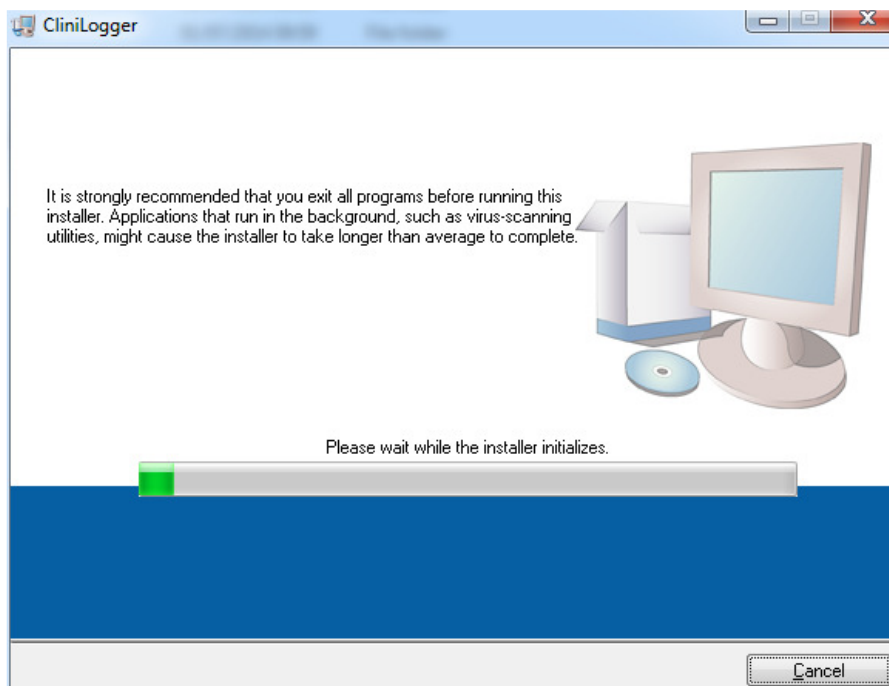 CliniLogger
It is strongly recommended that you exit all programs before running this
installer. Applications that run in the background, such as virus-scanning
utilities, might cause the installer to take longer than average to complete.
Please wait while the installer initializes.
Cancel